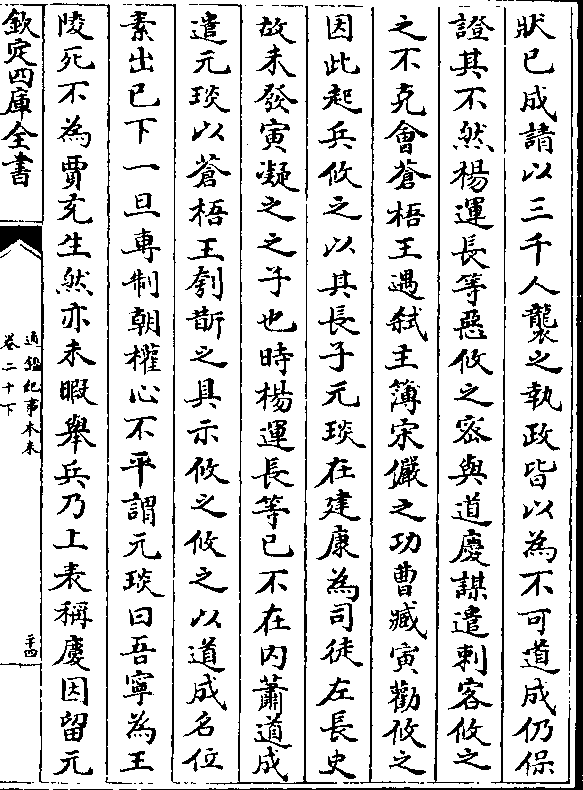 狀已成請以三千人襲之執政皆以為不可道成仍保
證其不然楊運長等惡攸之密與道慶謀遣刺客攸之
之不克會蒼梧王遇弒主簿宋儼之功曹臧寅勸攸之
因此起兵攸之以其長子元琰在建康為司徒左長史
故未發寅凝之之子也時楊運長等已不在内蕭道成
遣元琰以蒼梧王刳斮之具示攸之攸之以道成名位
素出已下一旦専制朝權心不平謂元琰曰吾寧為王
陵死不為賈充生然亦未暇舉兵乃上表稱慶因留元
欽定四庫全書
通鑑紀事本末
卷二十下
二十四